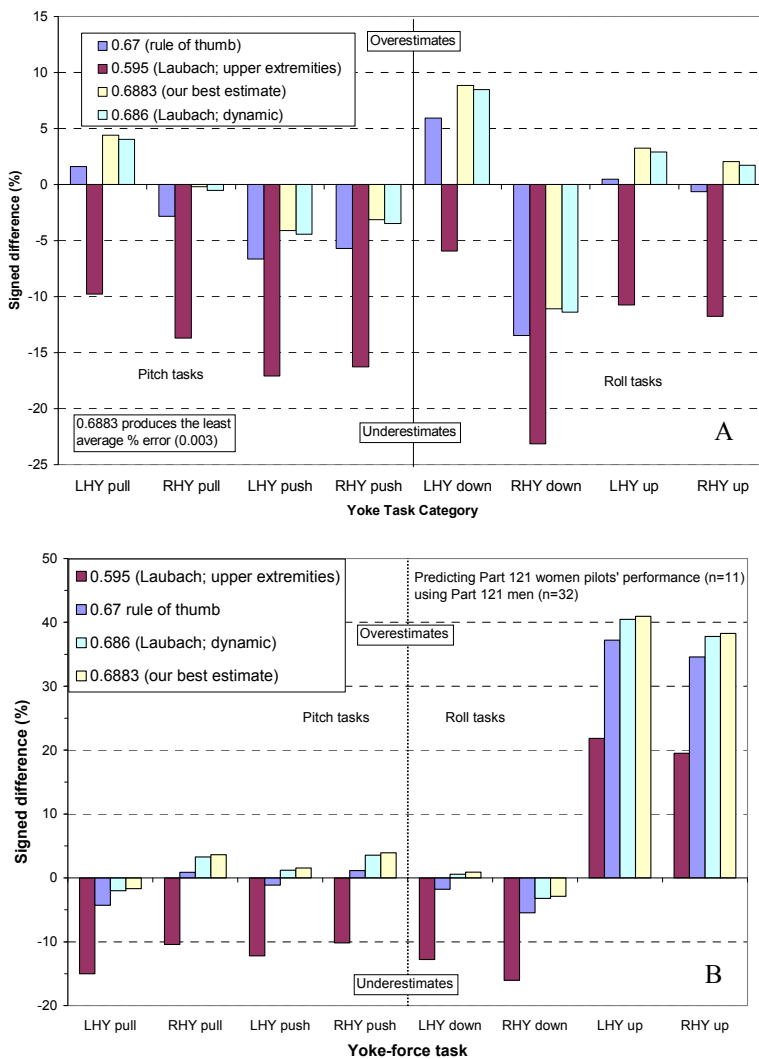 15
10
5
0
-5
-10
-15
-20
-25
Signed difference (%)
0.67 (rule of thumb)
0.595 (Laubach; upper extremities)
0.6883 (our best estimate)
0.686 (Laubach; dynamic)
Overestimates
Pitch tasks
Roll tasks
0.6883 produces the least
average % error (0.003)
Underestimates
A
LHY pull
RHY pull
LHY push
RHY push
LHY down
RHY down
LHY up
RHY up
Yoke Task Category
50
40
30
20
10
0
-10
-20
Signed difference (%)
0.595 (Laubach; upper extremities)
0.67 rule of thumb
0.686 (Laubach; dynamic)
0.6883 (our best estimate)
Predicting Part 121 women pilots' performance (n=11)
using Part 121 men (n=32)
Overestimates
Pitch tasks
Roll tasks
Underestimates
B
LHY pull
RHY pull
LHY push
RHY push
LHY down
RHY down
LHY up
RHY up
Yoke-force task